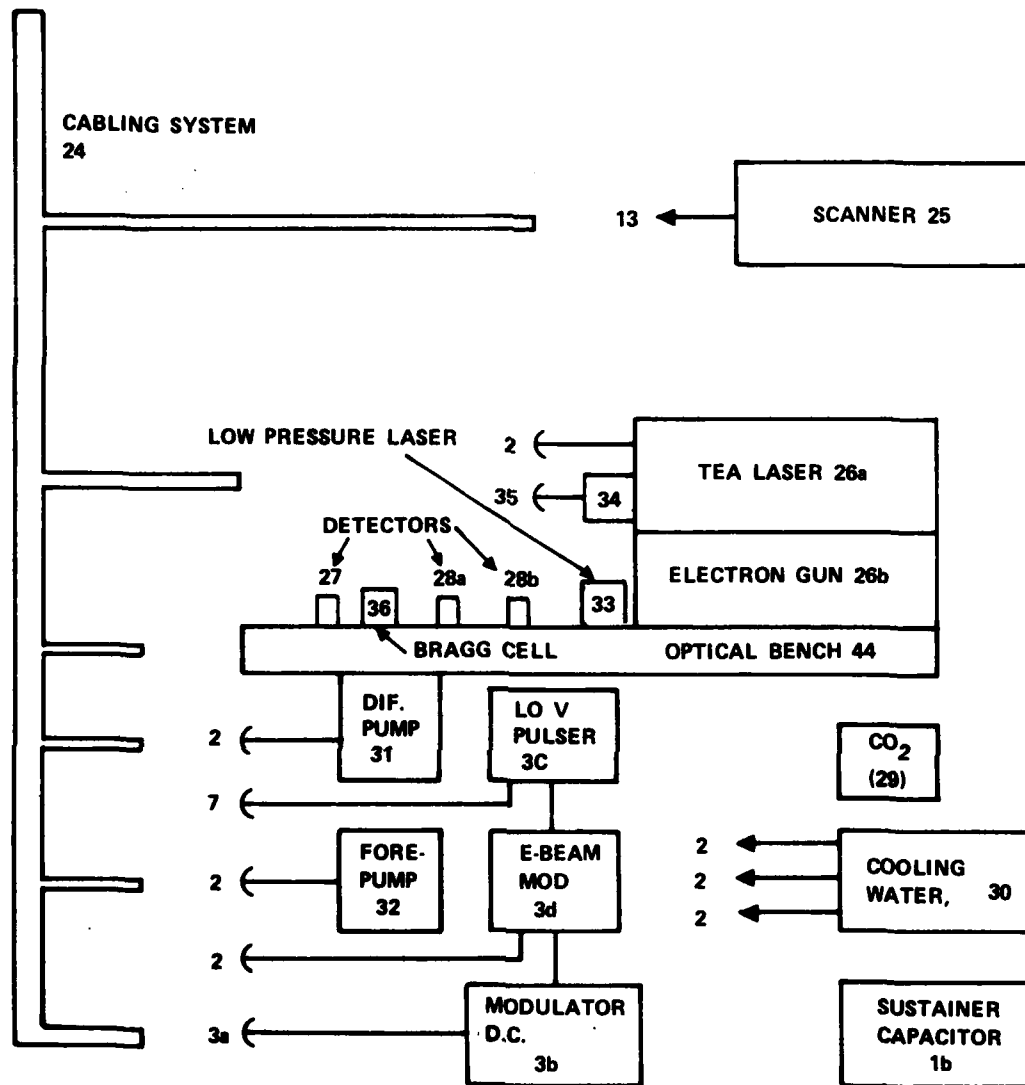 CABLING SYSTEM
24
13
SCANNER 25
LOW PRESSURE LASER
2
TEA LASER 26a
35
34
DETECTORS
27
28a
28b
36
33
ELECTRON GUN 26b
BRAGG CELL
OPTICAL BENCH 44
DIF.
PUMP
31
2
LO V
PULSER
3C
CO2
(29)
7
FORE-
PUMP
32
2
E-BEAM
MOD
3d
2
2
2
COOLING
WATER, 30
2
MODULATOR
D.C.
3b
3a
SUSTAINER
CAPACITOR
1b